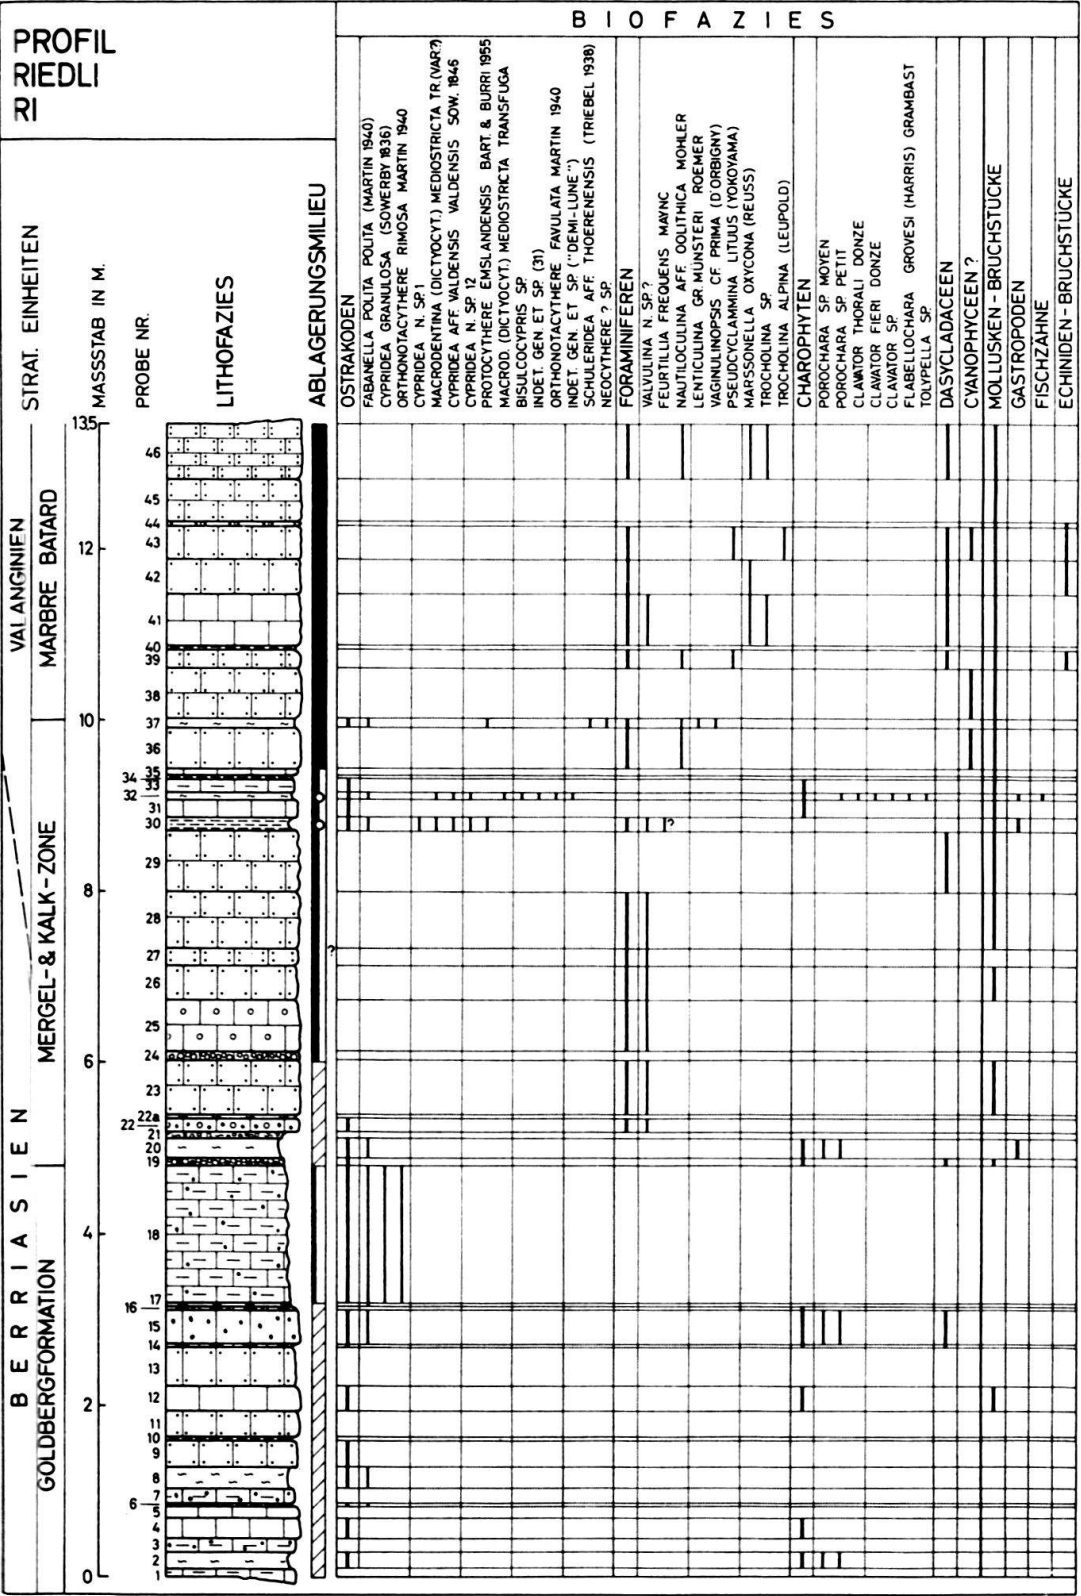 BIOFAZIES
PROFIL
RIEDLI
RI
STRAT. EINHEITEN
MASSSTAB IN M.
PROBE NR.
LITHOFAZIES
ABLAGERUNGSMILIEU
OSTRAKODEN
FABANELLA POLITA POLITA (MARTIN 1940)
CYPRIDEA GRANULOSA (SOWERBY 1836)
ORTHONOTACYTHERE RIMOSA MARTIN 1940
CYPRIDEA N. SP. 1
MACRODENTINA (DICTYOCYT.) MEDIOSTRICTA TR.(VAR.?)
CYPRIDEA AFF. VALDENSIS VALDENSIS SOW. 1846
CYPRIDEA N. SP. 12
PROTOCYTHERE EMSLANDENSIS BART. & BURRI 1955
MACROD. (DICTYOCYT.) MEDIOSTRICTA TRANSFUGA
BISULCOCYPRIS SP.
INDET. GEN. ET SP. (31)
ORTHONOTACYTHERE FAVULATA MARTIN 1940
INDET. GEN. ET SP. ("DEMI-LUNE")
SCHULERIDEA AFF. THOERENENSIS (TRIEBEL 1938)
NEOCYTHERE ? SP.
FORAMINIFEREN
VALVULINA N. SP. ?
FEURTILLIA FREQUENS MAYNC
NAUTILOCULINA AFF. OOLITHICA MOHLER
LENTICULINA GR. MÜNSTERI ROEMER
VAGINULINOPSIS CF. PRIMA (D'ORBIGNY)
PSEUDCYCLAMMINA LITUUS (YOKOYAMA)
MARSSONELLA OXYCONA (REUSS)
TROCHOLINA SP.
TROCHOLINA ALPINA (LEUPOLD)
CHAROPHYTEN
POROCHARA SP. MOYEN
POROCHARA SP. PETIT
CLAVATOR THORALI DONZE
CLAVATOR FIERI DONZE
CLAVATOR SP.
FLABELLOCHARA GROVESI (HARRIS) GRAMBAST
TOLYPELLA SP.
DASYCLADACEEN
CYANOPHYCEEN ?
MOLLUSKEN-BRUCHSTÜCKE
GASTROPODEN
FISCHZÄHNE
ECHINIDEN-BRUCHSTÜCKE
VALANGINIEN
MARBRE BATARD
BERRIASIEN
MERGEL-& KALK-ZONE
GOLDBERGFORMATION
13.5
12
10
8
6
4
2
0
46
45
44
43
42
41
40
39
38
37
36
35
34
33
32
31
30
?
29
28
27
?
26
25
24
23
22a
22
21
20
19
18
17
16
15
14
13
12
11
10
9
8
7
6
5
4
3
2
1